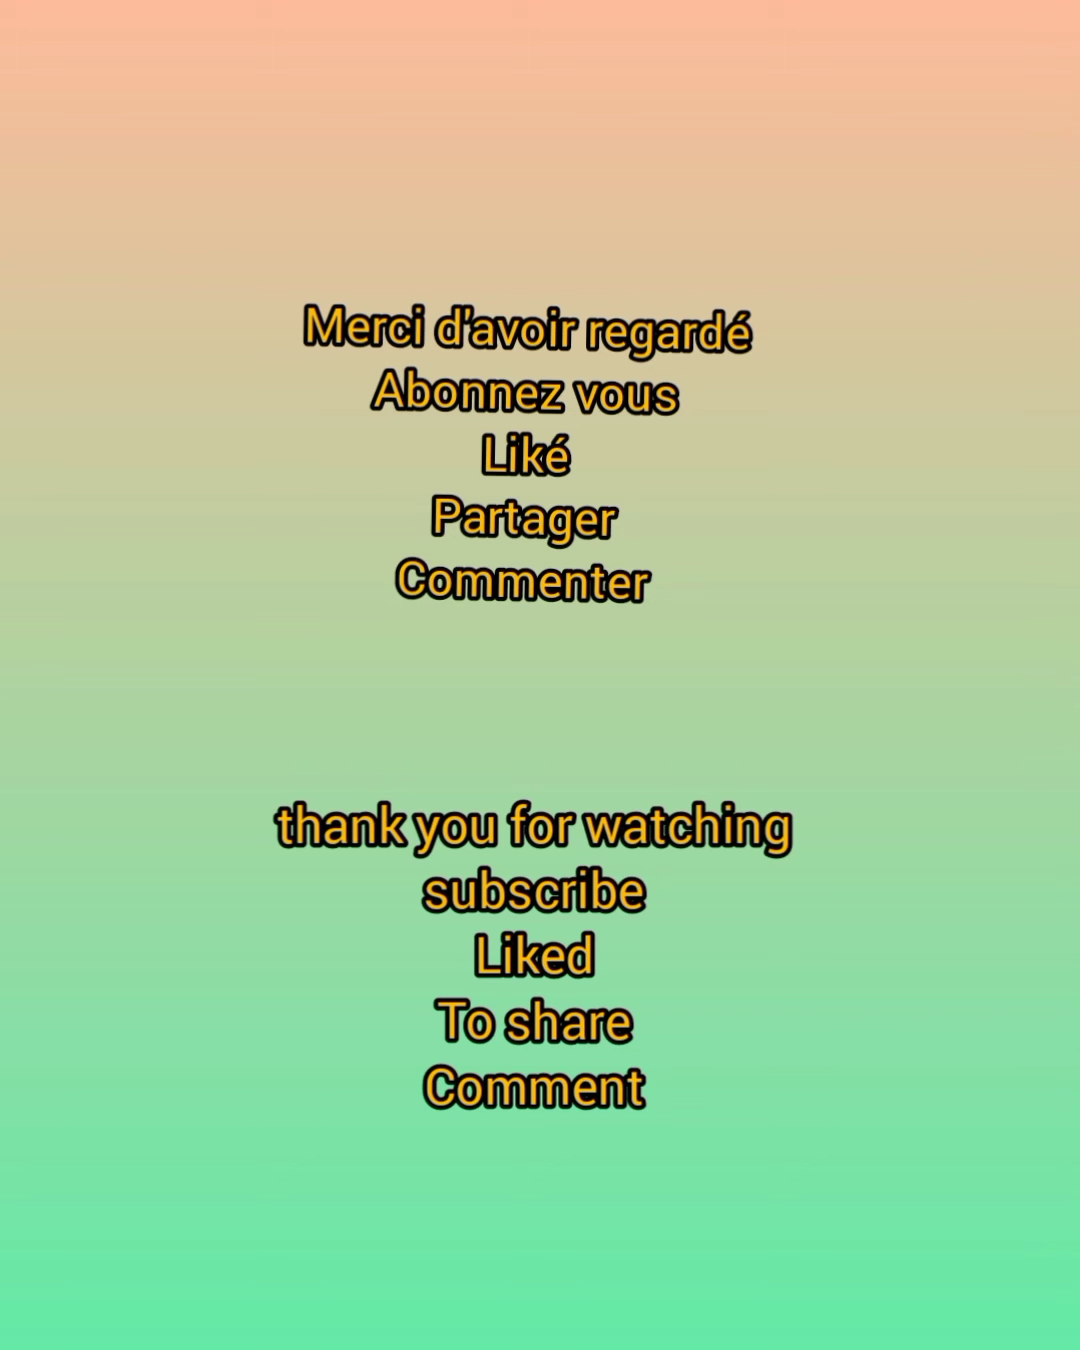 Merci d'avoir regardé
Abonnez vous
Liké
Partager
Commenter
thank you for watching
subscribe
Liked
To share
Comment